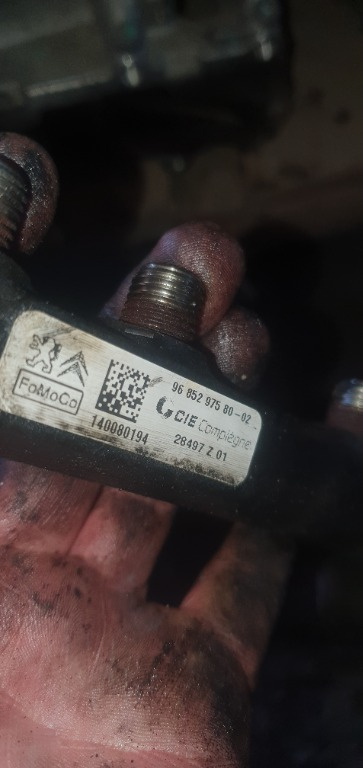 FoMoCo
140080194
96 852 975 80-02
CIE Compiègne
28497 Z 01